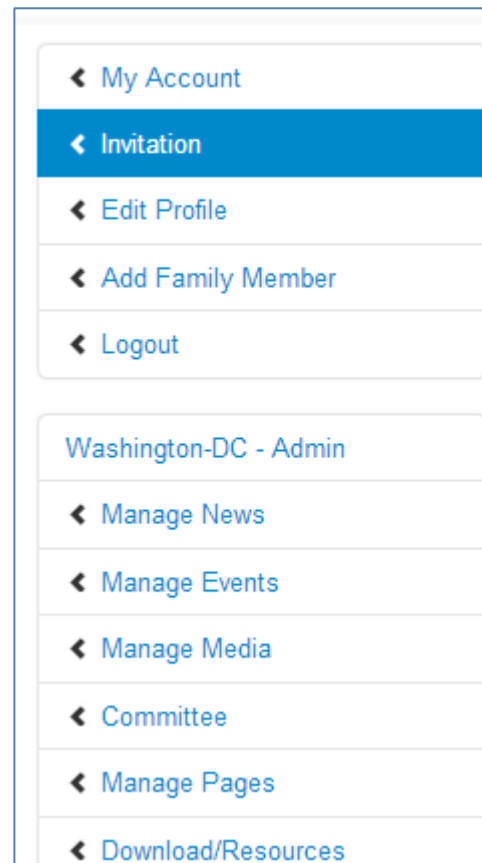 My Account
Invitation
Edit Profile
Add Family Member
Logout
Washington-DC - Admin
Manage News
Manage Events
Manage Media
Committee
Manage Pages
Download/Resources